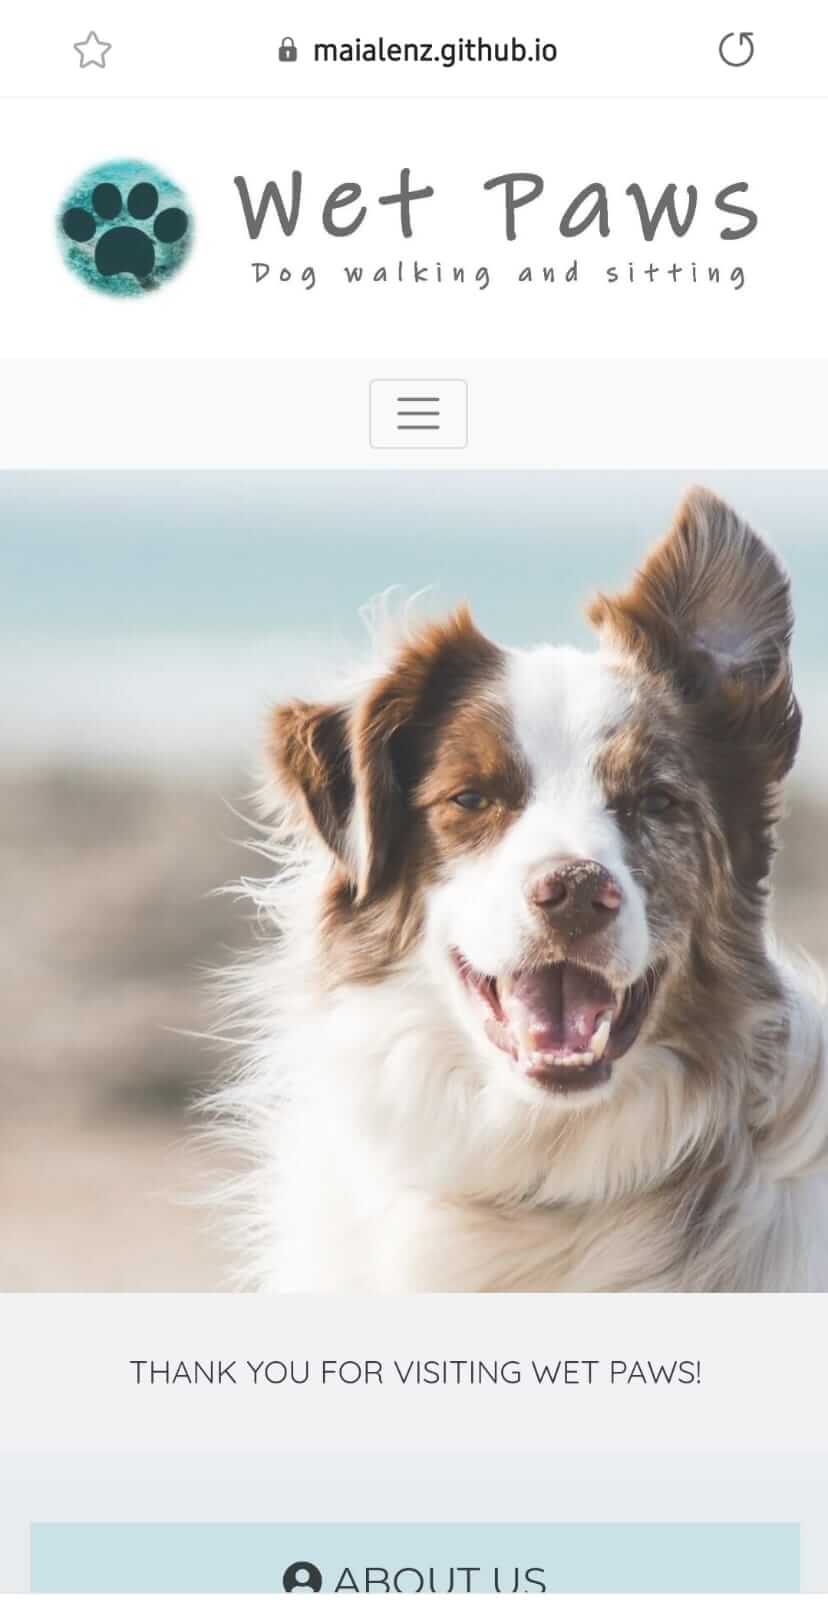 maialenz.github.io
Wet Paws
Dog walking and sitting
THANK YOU FOR VISITING WET PAWS!
ABOUT US